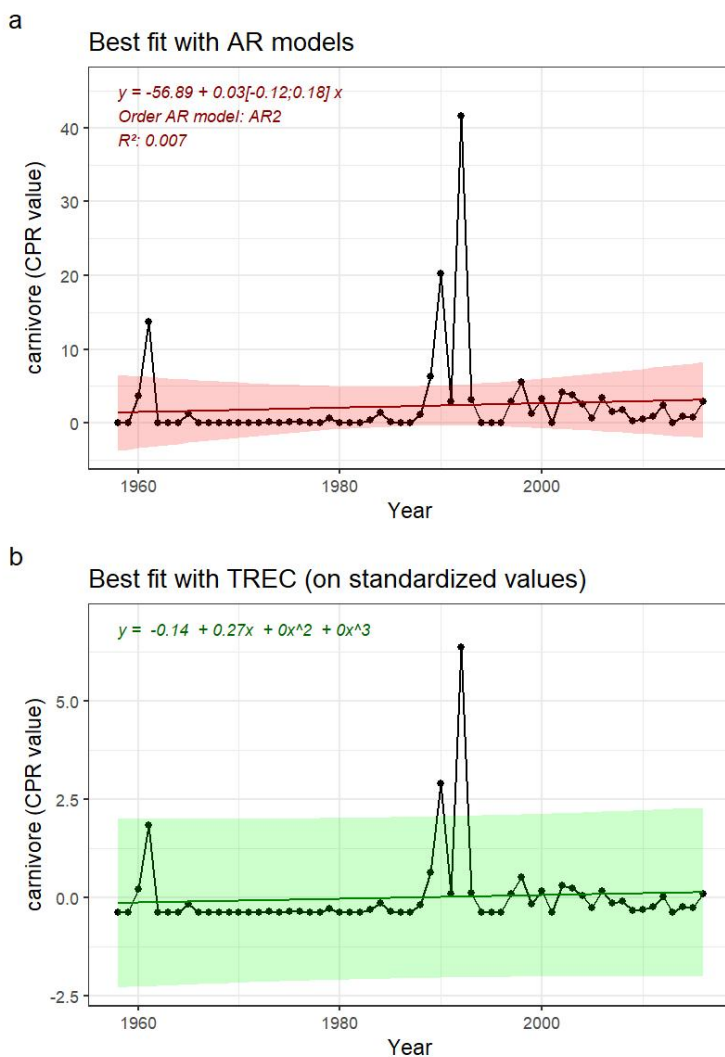 a
Best fit with AR models
y = -56.89 + 0.03[-0.12;0.18] x
Order AR model: AR2
R²: 0.007
40
30
20
10
0
carnivore (CPR value)
1960
1980
2000
Year
b
Best fit with TREC (on standardized values)
y =  -0.14  + 0.27x  + 0x^2  + 0x^3
5.0
2.5
0.0
-2.5
carnivore (CPR value)
1960
1980
2000
Year